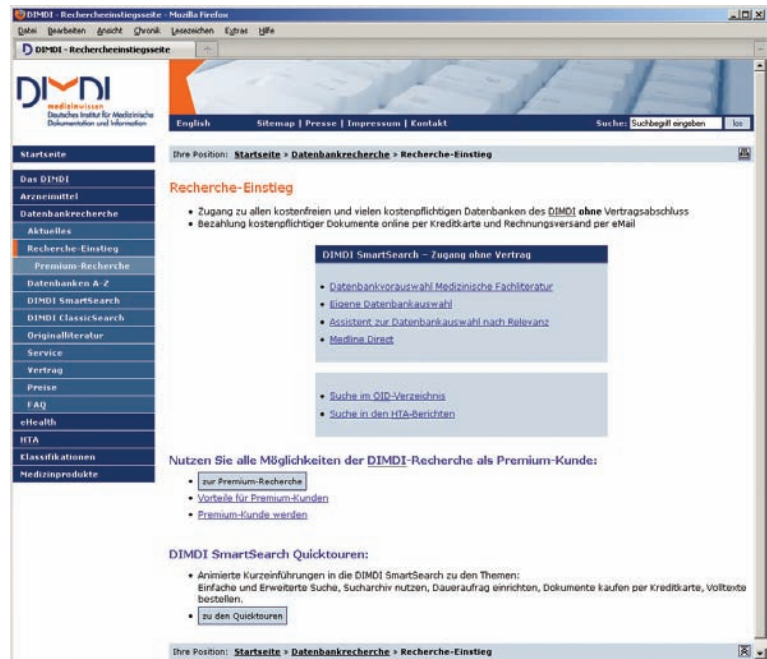 DIMDI - Rechercheeinstiegsseite - Mozilla Firefox
Datei Bearbeiten Ansicht Chronik Lesezeichen Extras Hilfe
DIMDI - Rechercheeinstiegsseite
DIMDI
medizinwissen
Deutsches Institut für Medizinische
Dokumentation und Information
English Sitemap | Presse | Impressum | Kontakt Suche: Suchbegriff eingeben los
Startseite
Ihre Position: Startseite > Datenbankrecherche > Recherche-Einstieg
Das DIMDI
Arzneimittel
Datenbankrecherche
Aktuelles
Recherche-Einstieg
Premium-Recherche
Datenbanken A-Z
DIMDI SmartSearch
DIMDI ClassicSearch
Originalliteratur
Service
Vertrag
Preise
FAQ
eHealth
HTA
Klassifikationen
Medizinprodukte
Recherche-Einstieg
• Zugang zu allen kostenfreien und vielen kostenpflichtigen Datenbanken des DIMDI ohne Vertragsabschluss
• Bezahlung kostenpflichtiger Dokumente online per Kreditkarte und Rechnungsversand per eMail
DIMDI SmartSearch – Zugang ohne Vertrag
• Datenbankvorauswahl Medizinische Fachliteratur
• Eigene Datenbankauswahl
• Assistent zur Datenbankauswahl nach Relevanz
• Medline Direct
• Suche im OID-Verzeichnis
• Suche in den HTA-Berichten
Nutzen Sie alle Möglichkeiten der DIMDI-Recherche als Premium-Kunde:
• zur Premium-Recherche
• Vorteile für Premium-Kunden
• Premium-Kunde werden
DIMDI SmartSearch Quicktouren:
• Animierte Kurzeinführungen in die DIMDI SmartSearch zu den Themen:
Einfache und Erweiterte Suche, Sucharchiv nutzen, Dauerauftrag einrichten, Dokumente kaufen per Kreditkarte, Volltexte
bestellen.
• zu den Quicktouren
Ihre Position: Startseite > Datenbankrecherche > Recherche-Einstieg